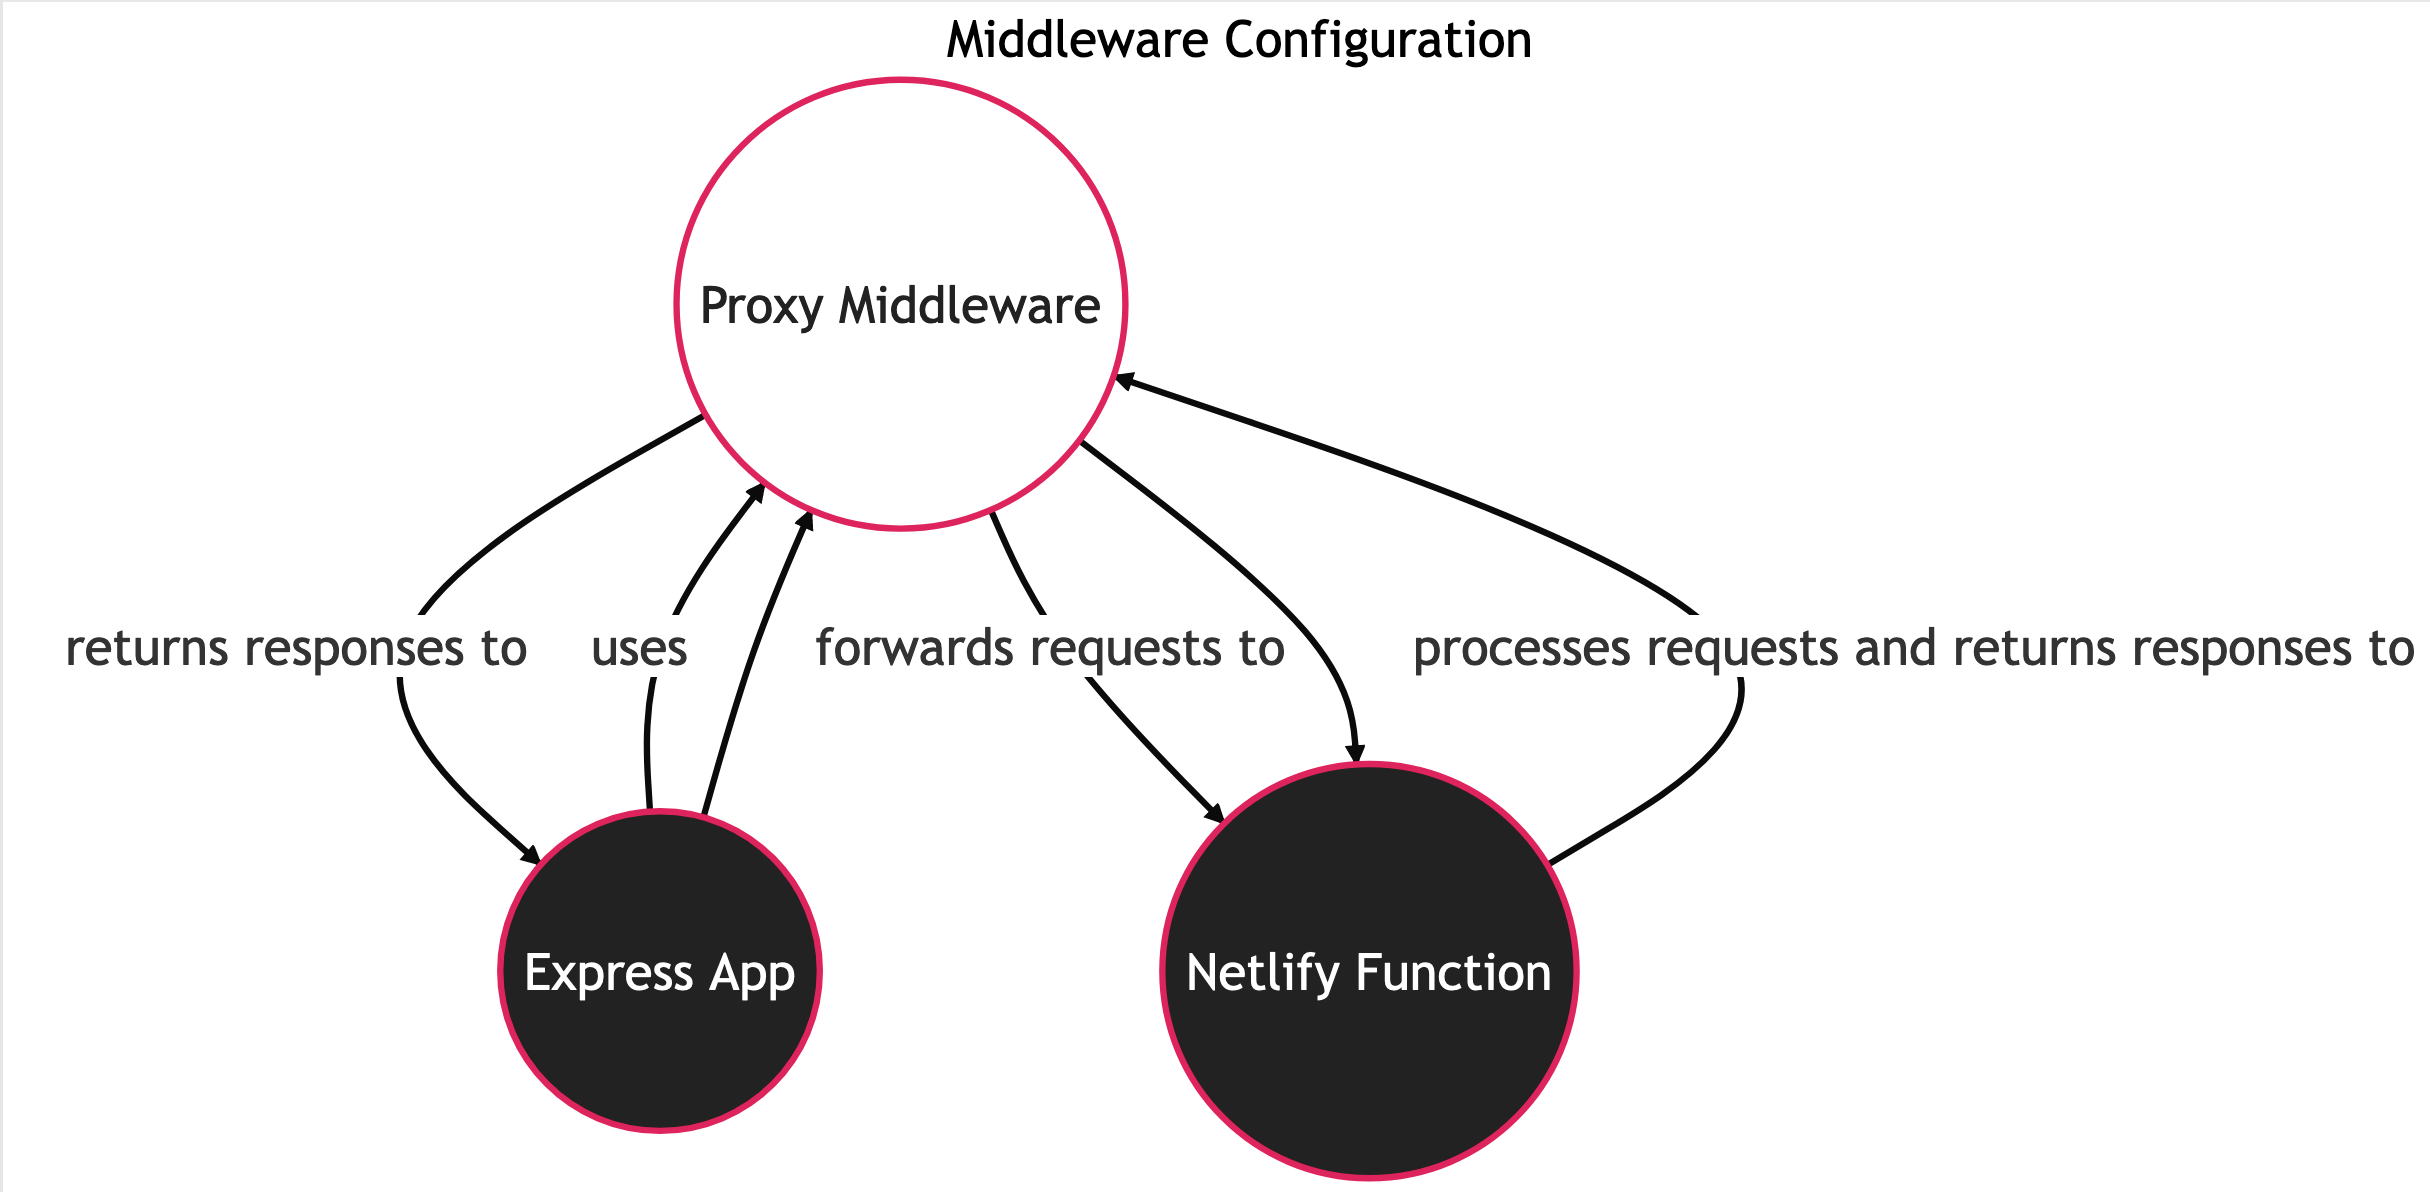 Middleware Configuration
Proxy Middleware
returns responses to
uses
forwards requests to
processes requests and returns responses to
Express App
Netlify Function